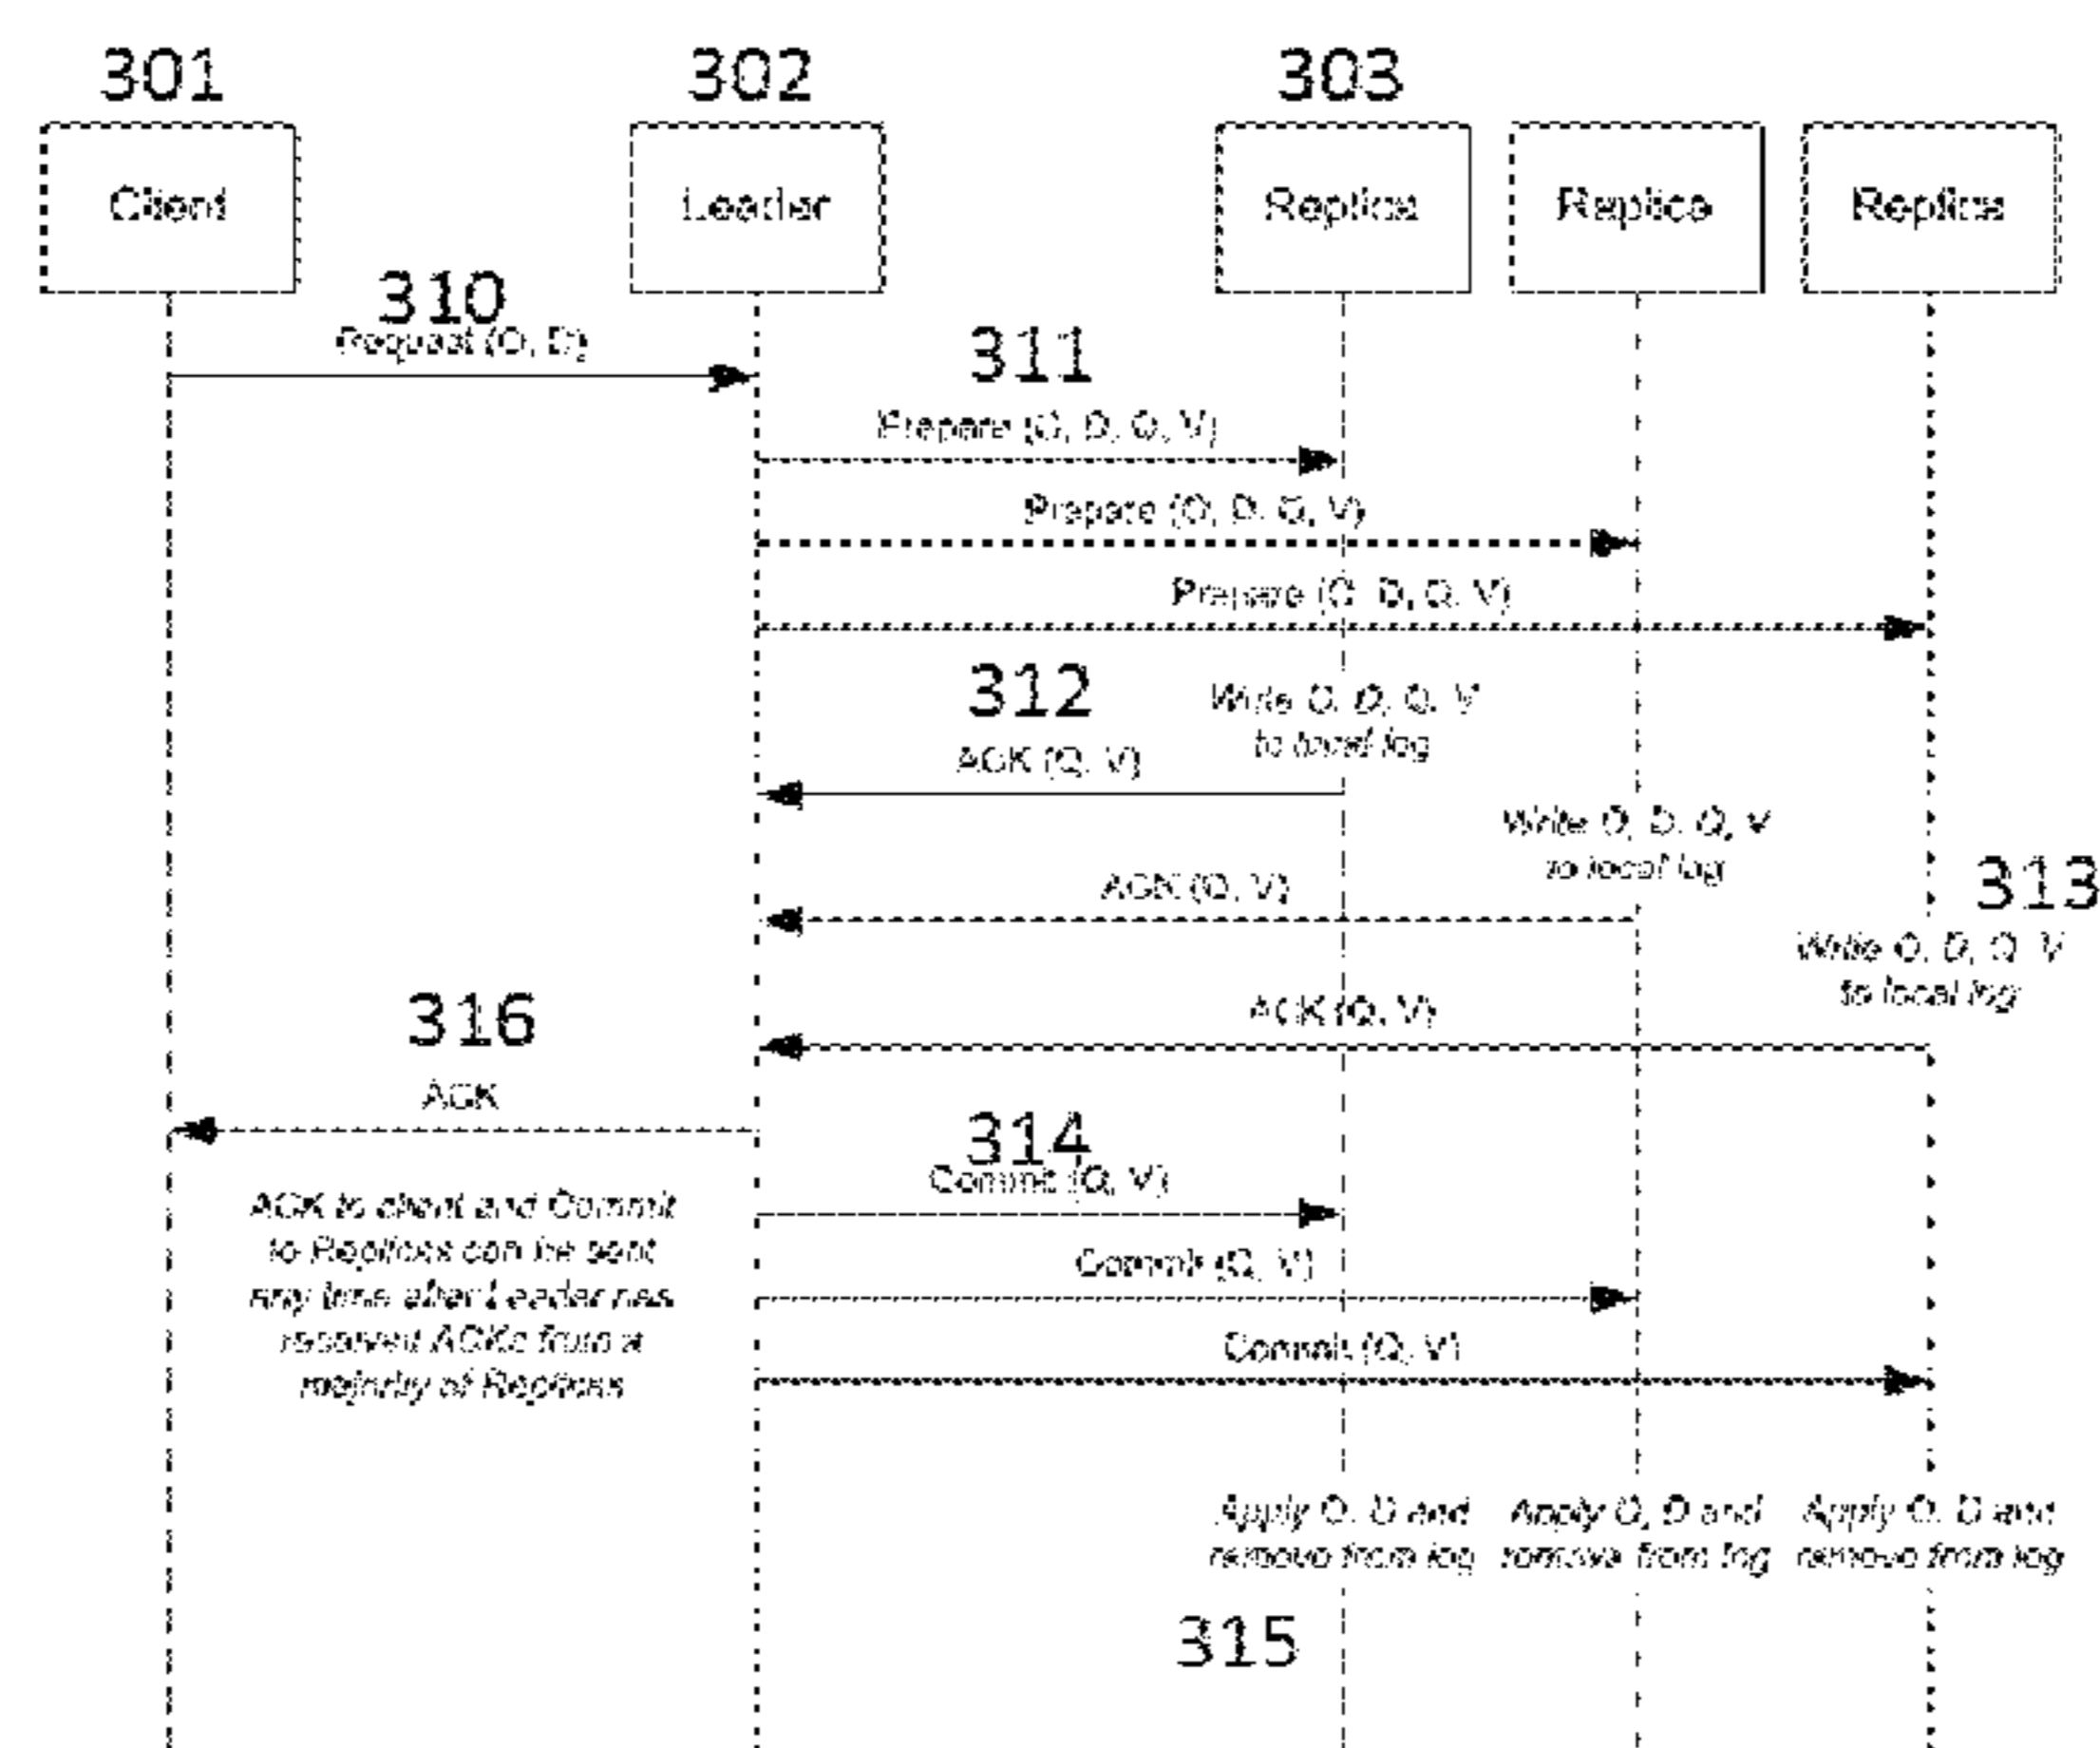 301
302
303
Client
Leader
Replica
Replica
Replica
310
Request (O, D)
311
Prepare (O, D, Q, V)
Prepare (O, D, Q, V)
Prepare (O, D, Q, V)
312
Write O, D, Q, V
to local log
ACK (Q, V)
Write O, D, Q, V
to local log
ACK (Q, V)
313
Write O, D, Q, V
to local log
ACK (Q, V)
316
ACK
314
Commit (Q, V)
ACK to client and Commit
to Replicas can be sent
any time after Leader has
received ACKs from a
majority of Replicas
Commit (Q, V)
Commit (Q, V)
Apply O, D and
remove from log
Apply O, D and
remove from log
Apply O, D and
remove from log
315